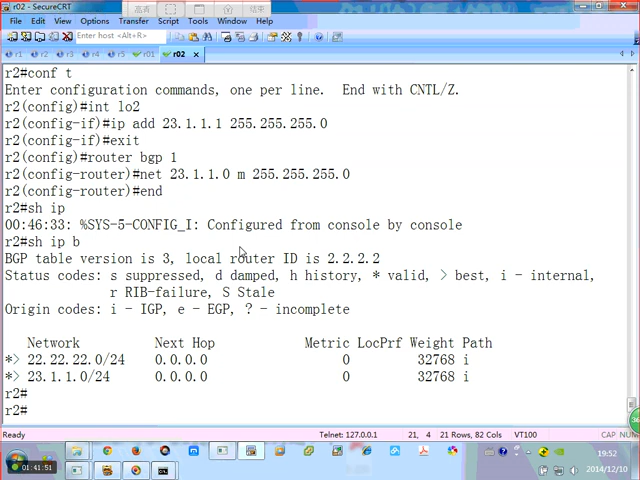 r02 - SecureCRT
File Edit View Options Transfer Script Tools Window Help
Enter host <Alt+R>
r1 r2 r3 r4 r5 r01 r02
r2#conf t
Enter configuration commands, one per line.  End with CNTL/Z.
r2(config)#int lo2
r2(config-if)#ip add 23.1.1.1 255.255.255.0
r2(config-if)#exit
r2(config)#router bgp 1
r2(config-router)#net 23.1.1.0 m 255.255.255.0
r2(config-router)#end
r2#sh ip
00:46:33: %SYS-5-CONFIG_I: Configured from console by console
r2#sh ip b
BGP table version is 3, local router ID is 2.2.2.2
Status codes: s suppressed, d damped, h history, * valid, > best, i - internal,
r RIB-failure, S Stale
Origin codes: i - IGP, e - EGP, ? - incomplete
Network Next Hop Metric LocPrf Weight Path
*> 22.22.22.0/24 0.0.0.0 0 32768 i
*> 23.1.1.0/24 0.0.0.0 0 32768 i
r2#
r2#
Ready Telnet: 127.0.0.1 21, 4 21 Rows, 82 Cols VT100 CAP NUM
19:52
01:41:51 2014/12/10